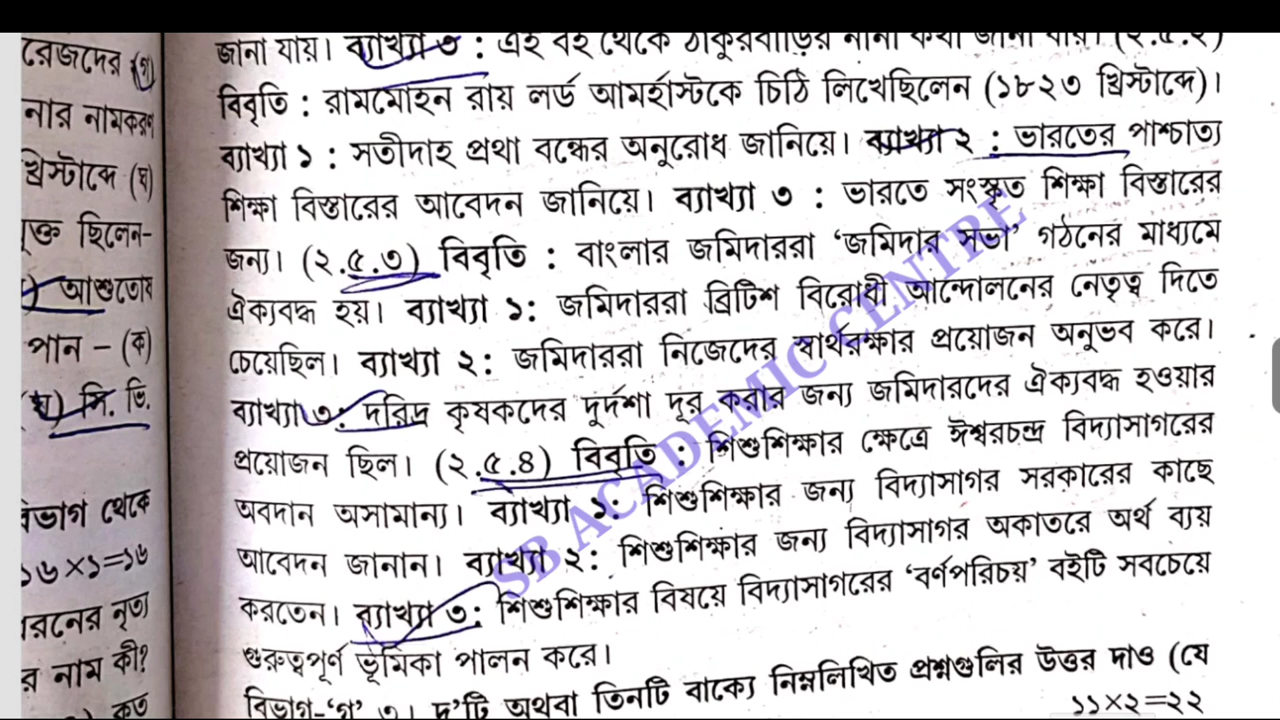 রেজদের (গ)
নার নামকরণ
খ্রিস্টাব্দে (ঘ)
ক্ত ছিলেন-
) আশুতোষ
পান – (ক)
(ঘ) সি. ভি.
বিভাগ থেকে
১৬×১=১৬
রনের নৃত্য
র নাম কী?
কত
জানা যায়। ব্যাখ্যা ৩ : এই বই থেকে ঠাকুরবাড়ির নানা কথা জানা যায়। (২.৫.২)
বিবৃতি : রামমোহন রায় লর্ড আমর্হাস্টকে চিঠি লিখেছিলেন (১৮২৩ খ্রিস্টাব্দে)।
ব্যাখ্যা ১ : সতীদাহ প্রথা বন্ধের অনুরোধ জানিয়ে। ব্যাখ্যা ২ : ভারতের পাশ্চাত্য
শিক্ষা বিস্তারের আবেদন জানিয়ে। ব্যাখ্যা ৩ : ভারতে সংস্কৃত শিক্ষা বিস্তারের
জন্য। (২.৫.৩) বিবৃতি : বাংলার জমিদাররা ‘জমিদার সভা’ গঠনের মাধ্যমে
ঐক্যবদ্ধ হয়। ব্যাখ্যা ১: জমিদাররা ব্রিটিশ বিরোধী আন্দোলনের নেতৃত্ব দিতে
চেয়েছিল। ব্যাখ্যা ২: জমিদাররা নিজেদের স্বার্থরক্ষার প্রয়োজন অনুভব করে।
ব্যাখ্যা ৩: দরিদ্র কৃষকদের দুর্দশা দূর করার জন্য জমিদারদের ঐক্যবদ্ধ হওয়ার
প্রয়োজন ছিল। (২.৫.৪) বিবৃতি : শিশুশিক্ষার ক্ষেত্রে ঈশ্বরচন্দ্র বিদ্যাসাগরের
অবদান অসামান্য। ব্যাখ্যা ১: শিশুশিক্ষার জন্য বিদ্যাসাগর সরকারের কাছে
আবেদন জানান। ব্যাখ্যা ২: শিশুশিক্ষার জন্য বিদ্যাসাগর অকাতরে অর্থ ব্যয়
করতেন। ব্যাখ্যা ৩: শিশুশিক্ষার বিষয়ে বিদ্যাসাগরের ‘বর্ণপরিচয়’ বইটি সবচেয়ে
গুরুত্বপূর্ণ ভূমিকা পালন করে।
বিভাগ-‘গ’ ৩। দু’টি অথবা তিনটি বাক্যে নিম্নলিখিত প্রশ্নগুলির উত্তর দাও (যে
১১×২=২২
SB ACADEMIC CENTRE